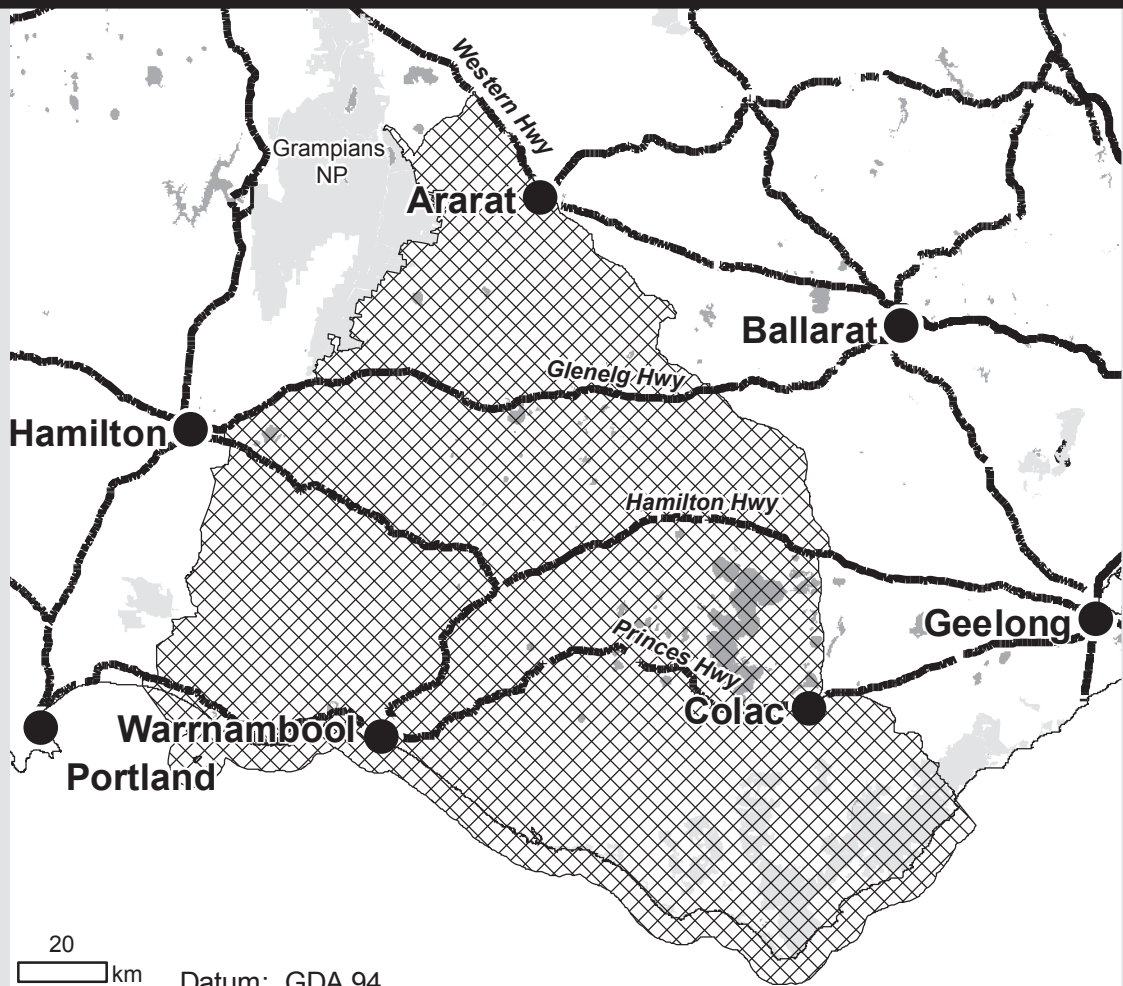 Western Hwy
Grampians
NP
Ararat
Ballarat
Glenelg Hwy
Hamilton
Hamilton Hwy
Geelong
Princes Hwy
Colac
Warrnambool
Portland
20
km
Datum: GDA 94